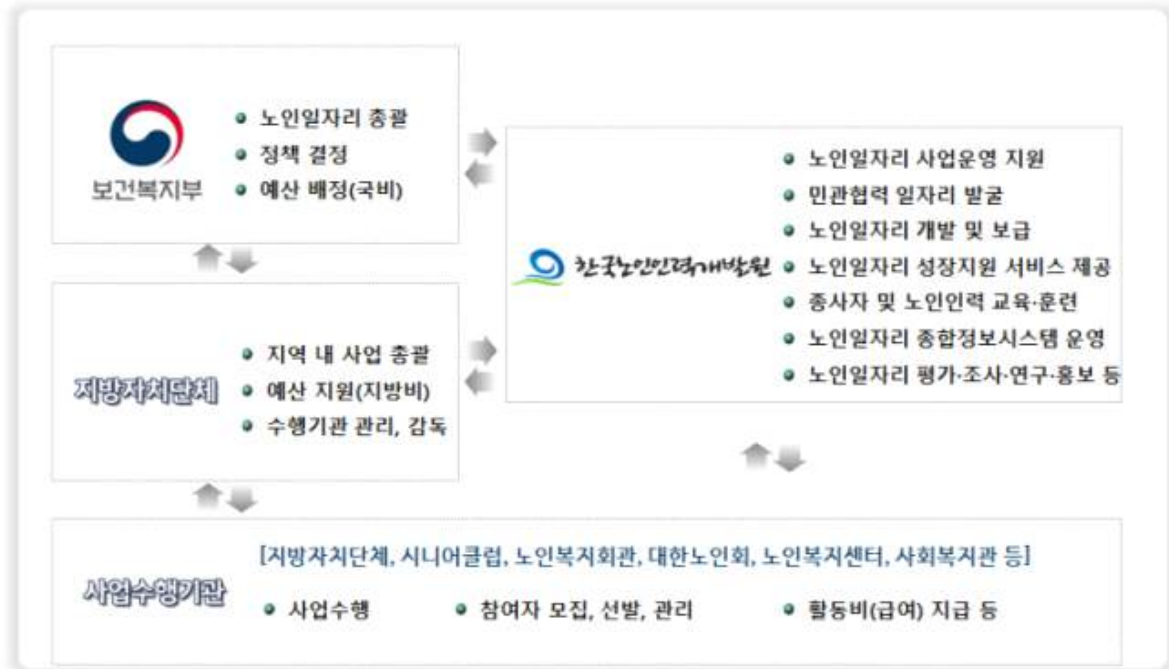 보건복지부
노인일자리 총괄
정책 결정
예산 배정(국비)
한국노인인력개발원
노인일자리 사업운영 지원
민관협력 일자리 발굴
노인일자리 개발 및 보급
노인일자리 성장지원 서비스 제공
종사자 및 노인인력 교육·훈련
노인일자리 종합정보시스템 운영
노인일자리 평가·조사·연구·홍보 등
지방자치단체
지역 내 사업 총괄
예산 지원(지방비)
수행기관 관리, 감독
사업수행기관
[지방자치단체, 시니어클럽, 노인복지회관, 대한노인회, 노인복지센터, 사회복지관 등]
사업수행
참여자 모집, 선발, 관리
활동비(급여) 지급 등